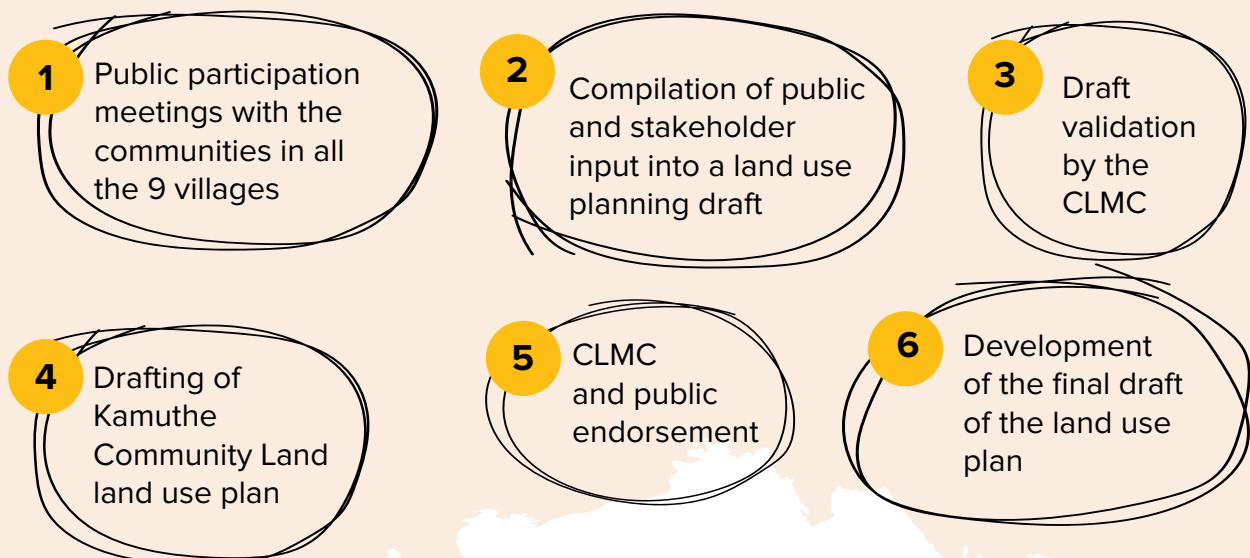 1
Public participation
meetings with the
communities in all
the 9 villages
2
Compilation of public
and stakeholder
input into a land use
planning draft
3
Draft
validation
by the
CLMC
4
Drafting of
Kamuthe
Community Land
land use plan
5
CLMC
and public
endorsement
6
Development
of the final draft
of the land use
plan